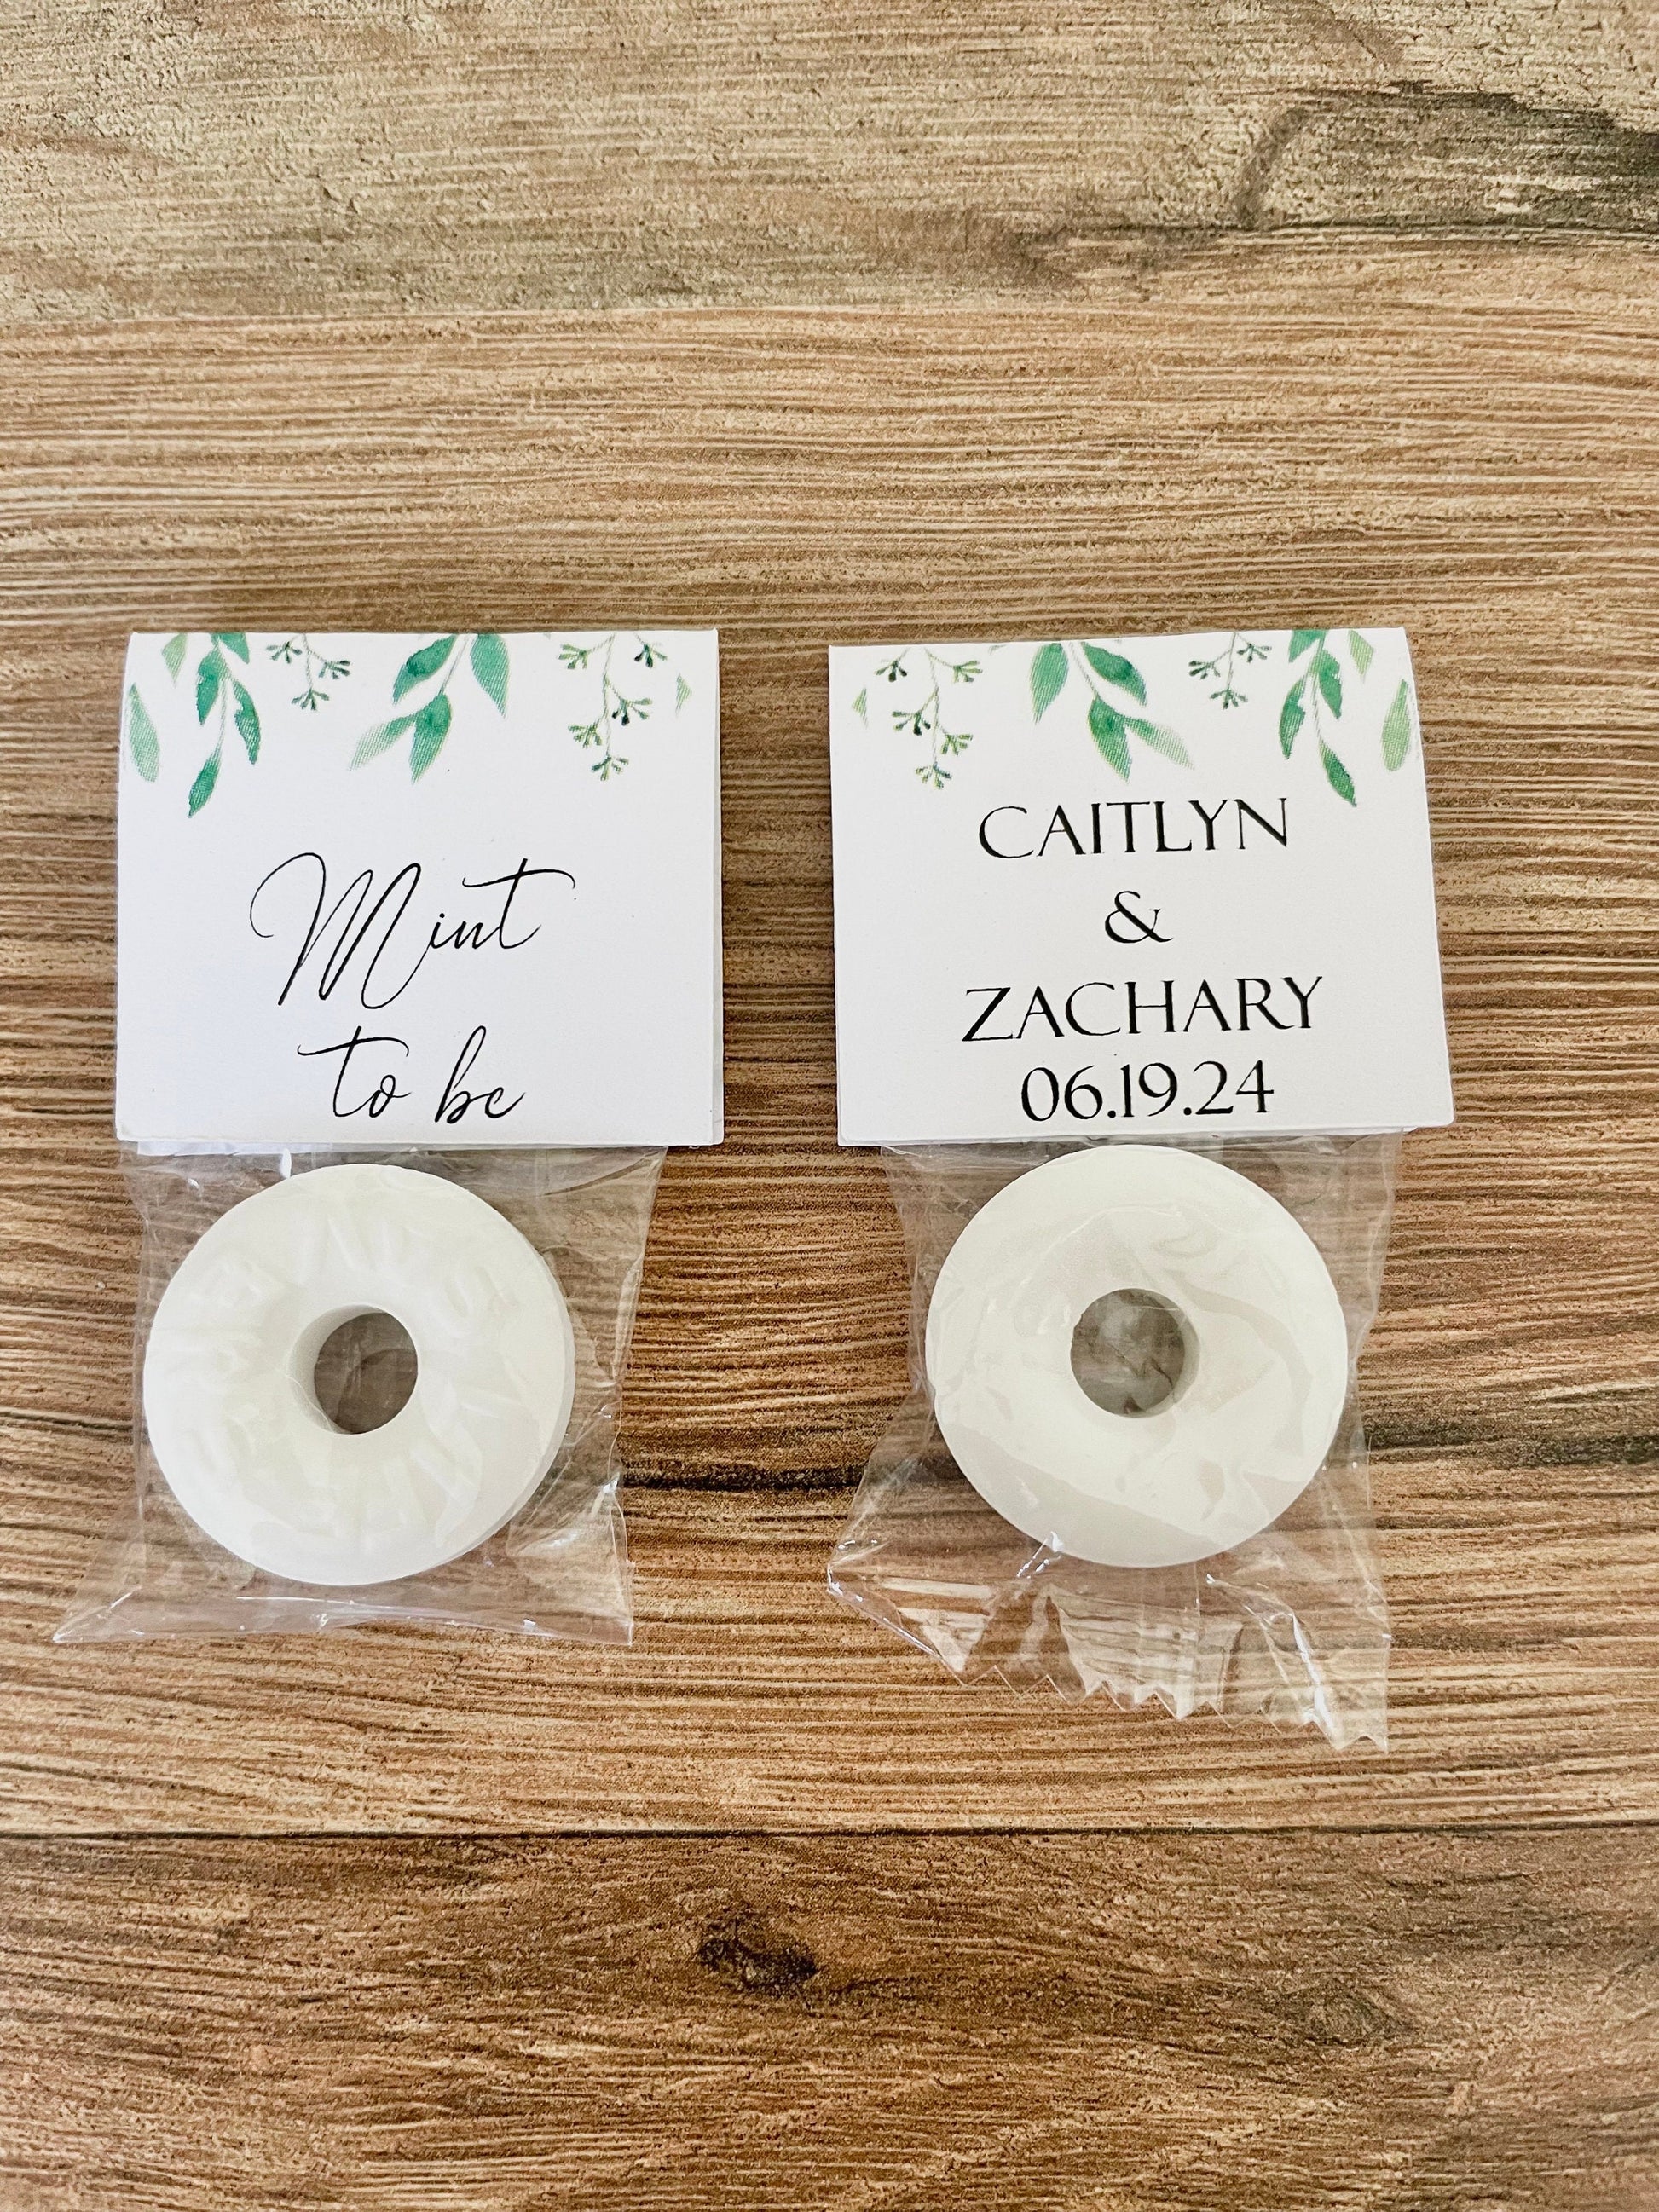 Mint
to be
CAITLYN
&
ZACHARY
06.19.24